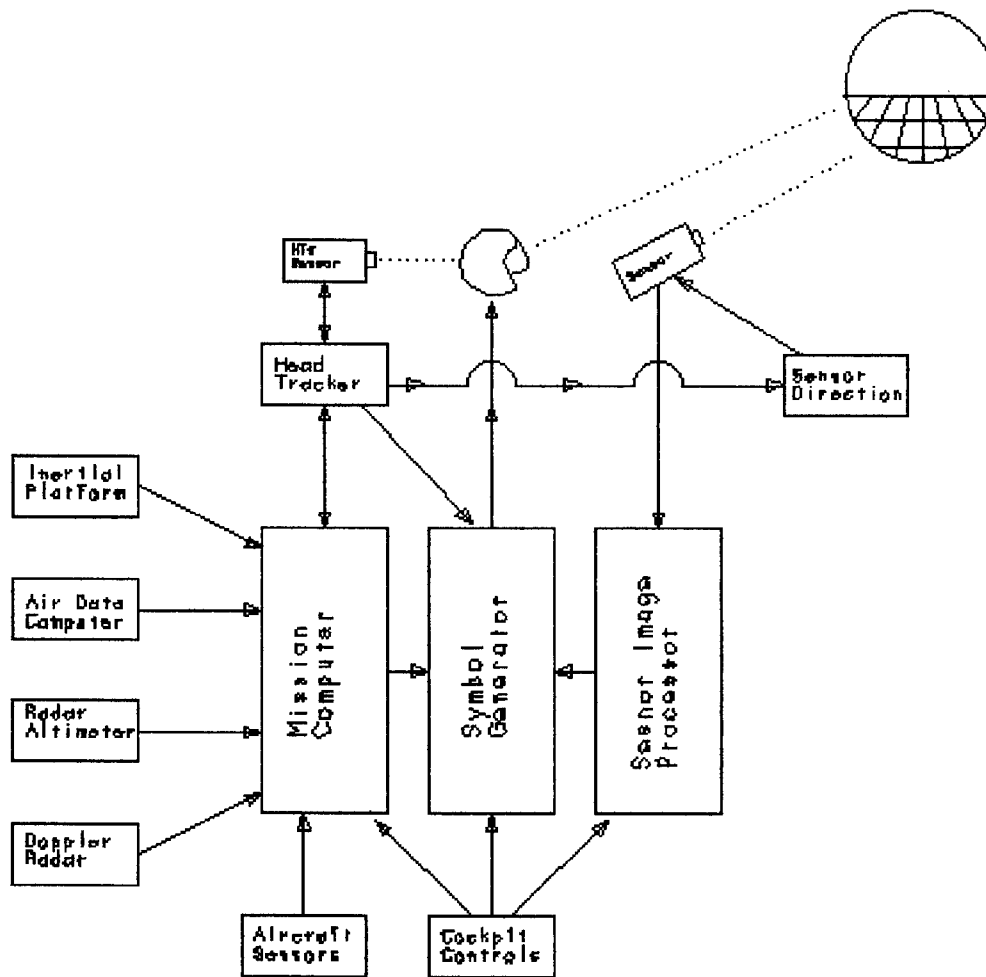 HTS
Sensor
Sensor
Head
Tracker
Sensor
Direction
Inertial
Platform
Air Data
Computer
Radar
Altimeter
Doppler
Radar
Mission
Computer
Symbol
Generator
Sesnor Image
Processor
Aircraft
Sensors
Cockpit
Controls